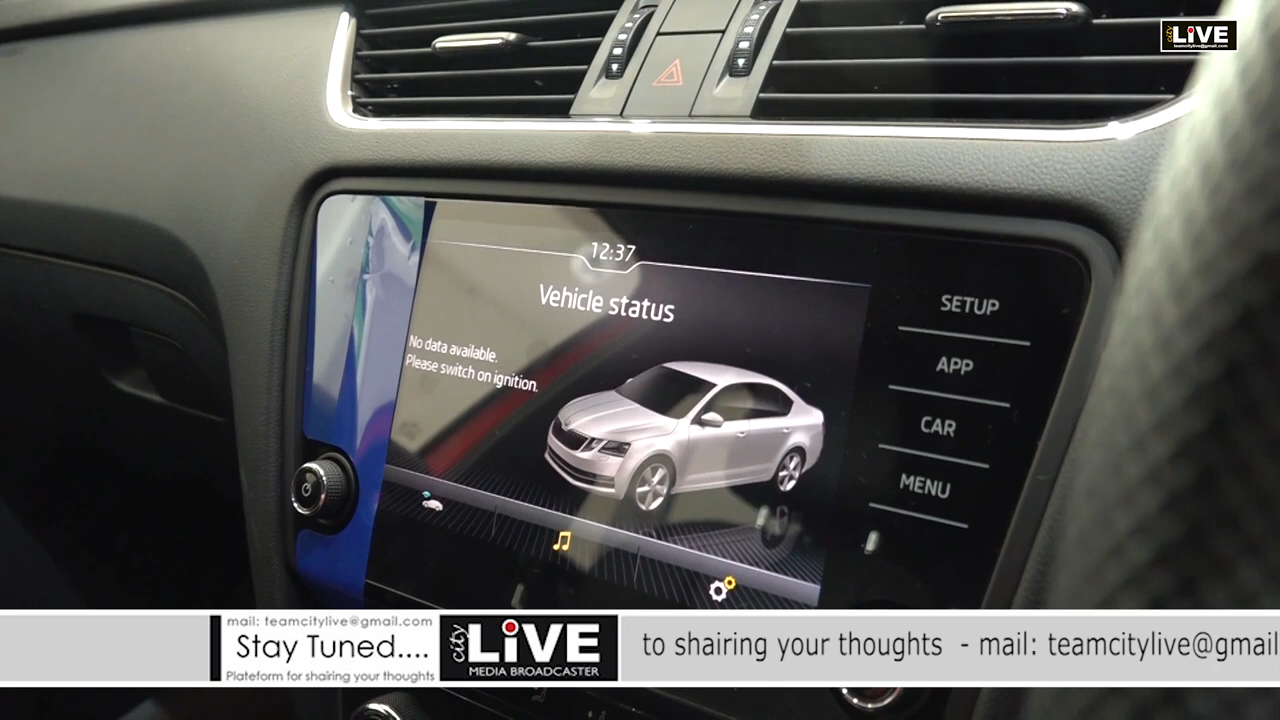 city LiVE
teamcitylive@gmail.com
12:37
Vehicle status
No data available.
Please switch on ignition.
SETUP
APP
CAR
MENU
mail: teamcitylive@gmail.com
Stay Tuned....
Plateform for shairing your thoughts
city LiVE
MEDIA BROADCASTER
to shairing your thoughts - mail: teamcitylive@gmail